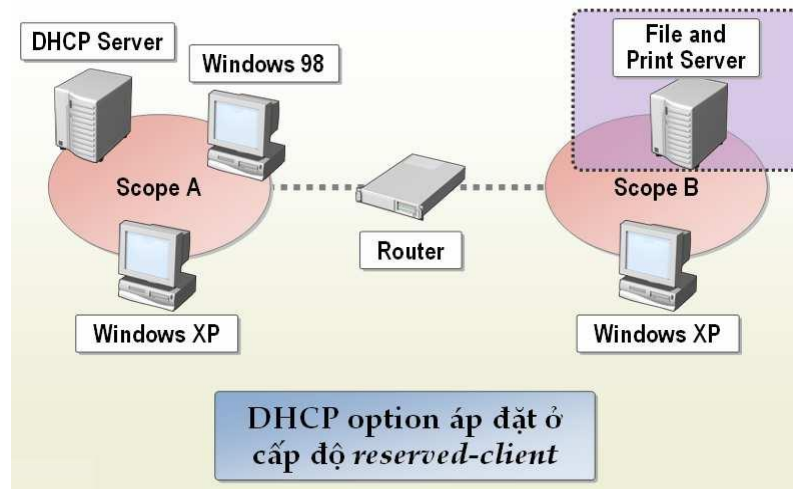 DHCP Server
Windows 98
File and
Print Server
Scope A
Scope B
Router
Windows XP
Windows XP
DHCP option áp đặt ở
cấp độ reserved-client